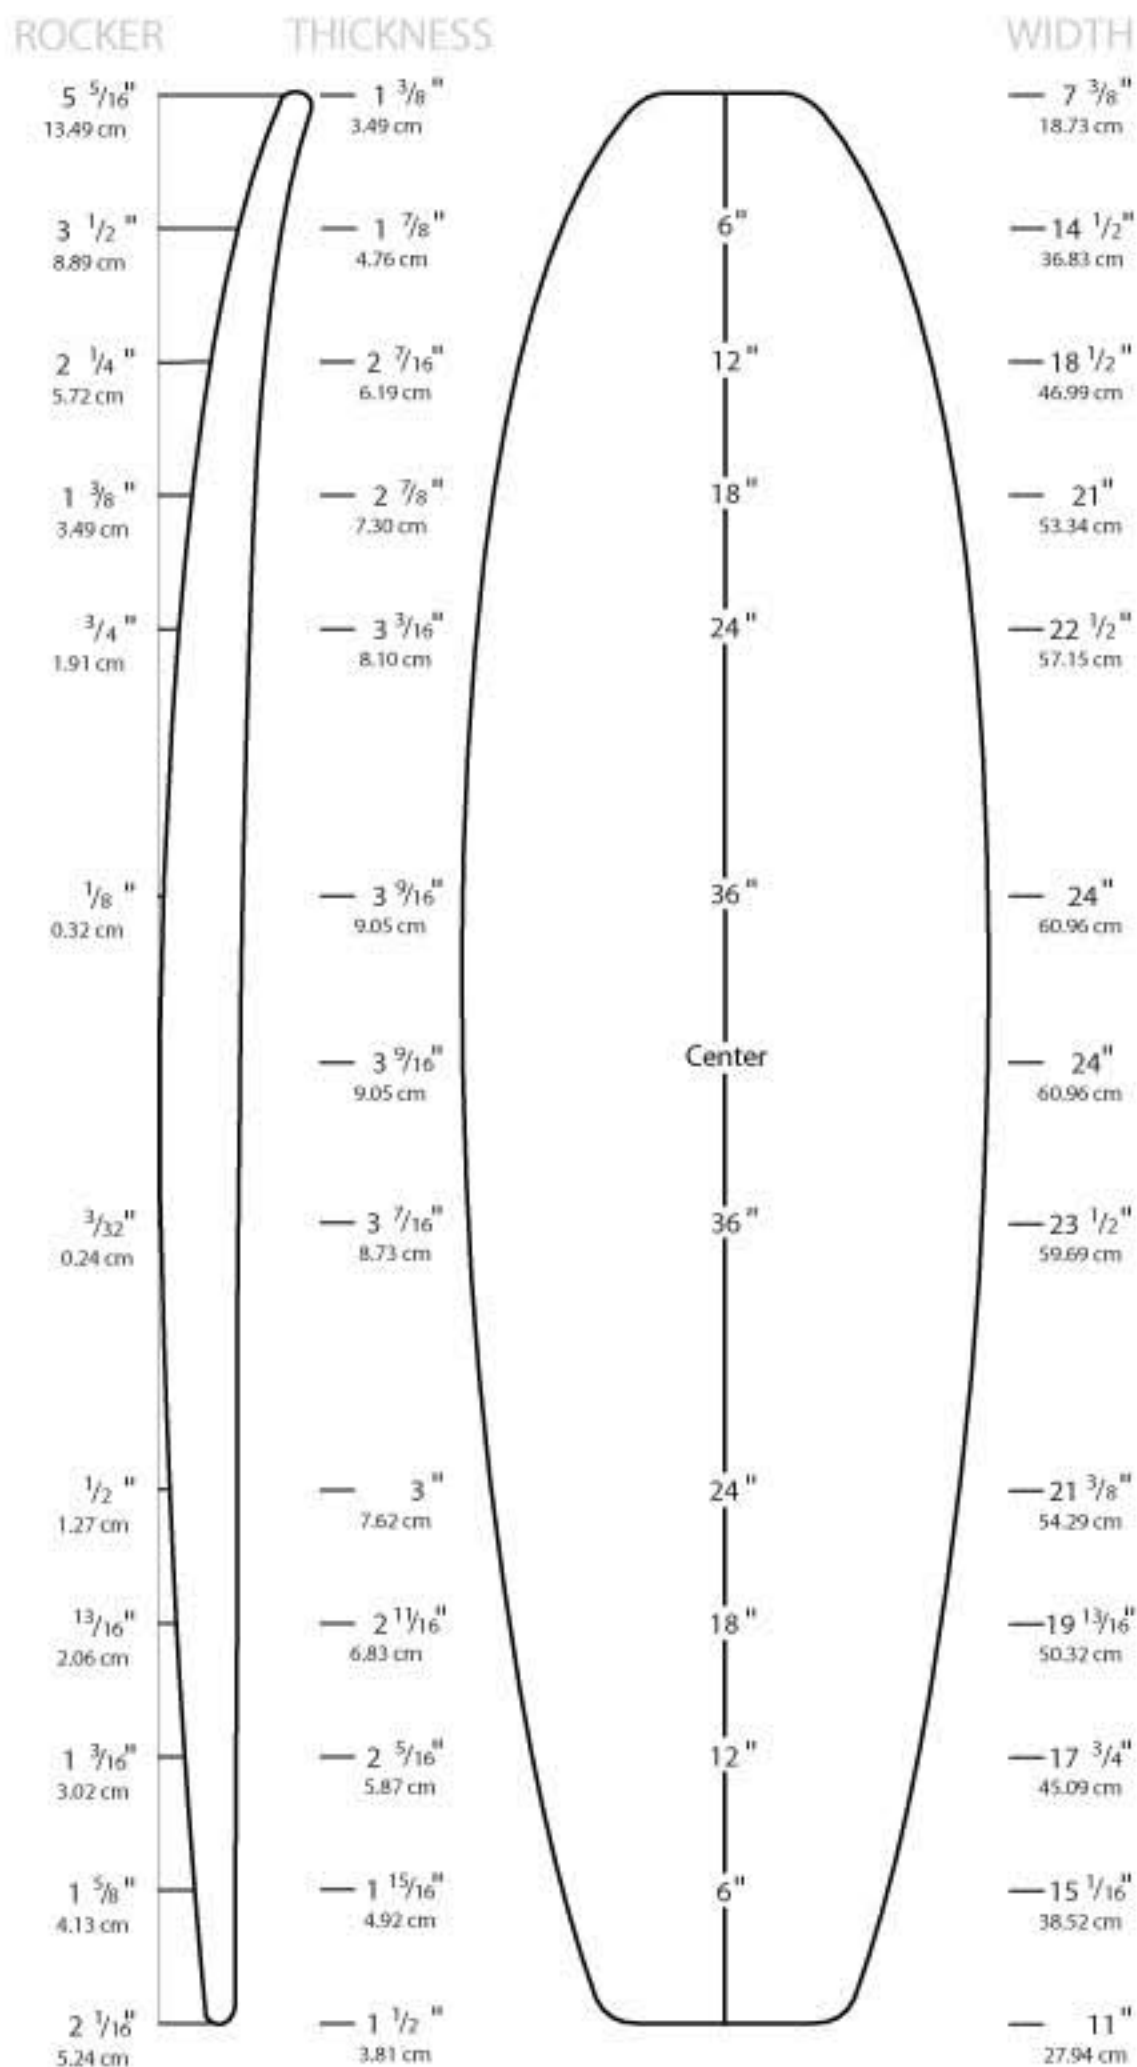 ROCKER THICKNESS WIDTH
5 5/16" 1 3/8" 7 3/8"
13.49 cm 3.49 cm 18.73 cm
3 1/2" 1 7/8" 6" 14 1/2"
8.89 cm 4.76 cm 36.83 cm
2 1/4" 2 7/16" 12" 18 1/2"
5.72 cm 6.19 cm 46.99 cm
1 3/8" 2 7/8" 18" 21"
3.49 cm 7.30 cm 53.34 cm
3/4" 3 3/16" 24" 22 1/2"
1.91 cm 8.10 cm 57.15 cm
1/8" 3 9/16" 36" 24"
0.32 cm 9.05 cm 60.96 cm
3 9/16" Center 24"
9.05 cm 60.96 cm
3/32" 3 7/16" 36" 23 1/2"
0.24 cm 8.73 cm 59.69 cm
1/2" 3" 24" 21 3/8"
1.27 cm 7.62 cm 54.29 cm
13/16" 2 11/16" 18" 19 13/16"
2.06 cm 6.83 cm 50.32 cm
1 3/16" 2 5/16" 12" 17 3/4"
3.02 cm 5.87 cm 45.09 cm
1 5/8" 1 15/16" 6" 15 1/16"
4.13 cm 4.92 cm 38.52 cm
2 1/16" 1 1/2" 11"
5.24 cm 3.81 cm 27.94 cm